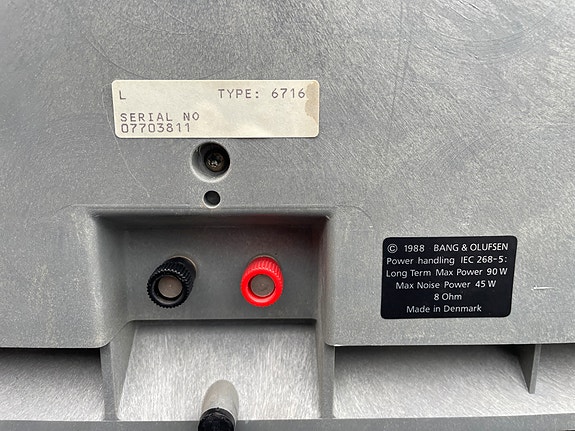 L TYPE: 6716
SERIAL NO
07703811
© 1988 BANG & OLUFSEN
Power handling IEC 268-5:
Long Term Max Power 90 W
Max Noise Power 45 W
8 Ohm
Made in Denmark